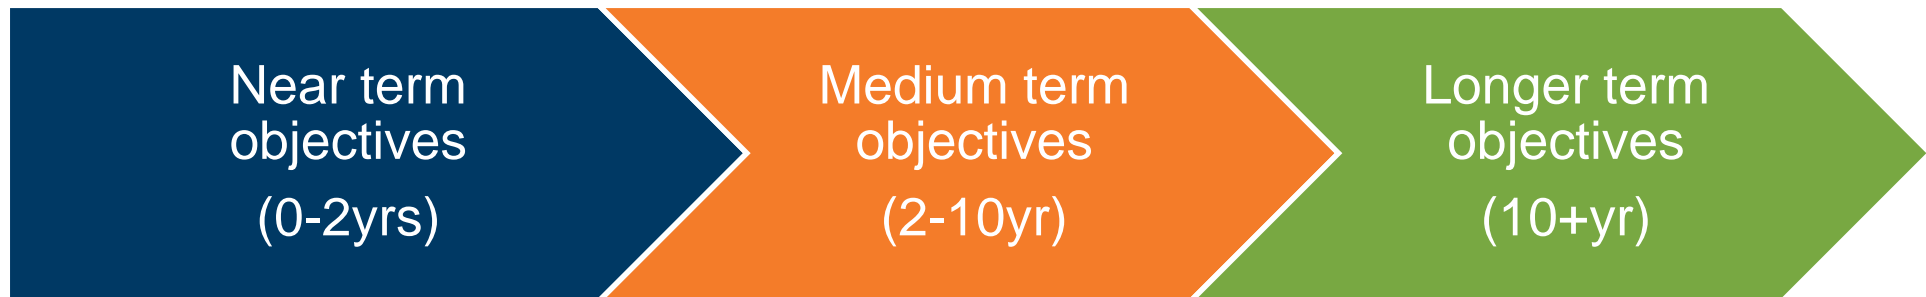 Near term
objectives
(0-2yrs)
Medium term
objectives
(2-10yr)
Longer term
objectives
(10+yr)